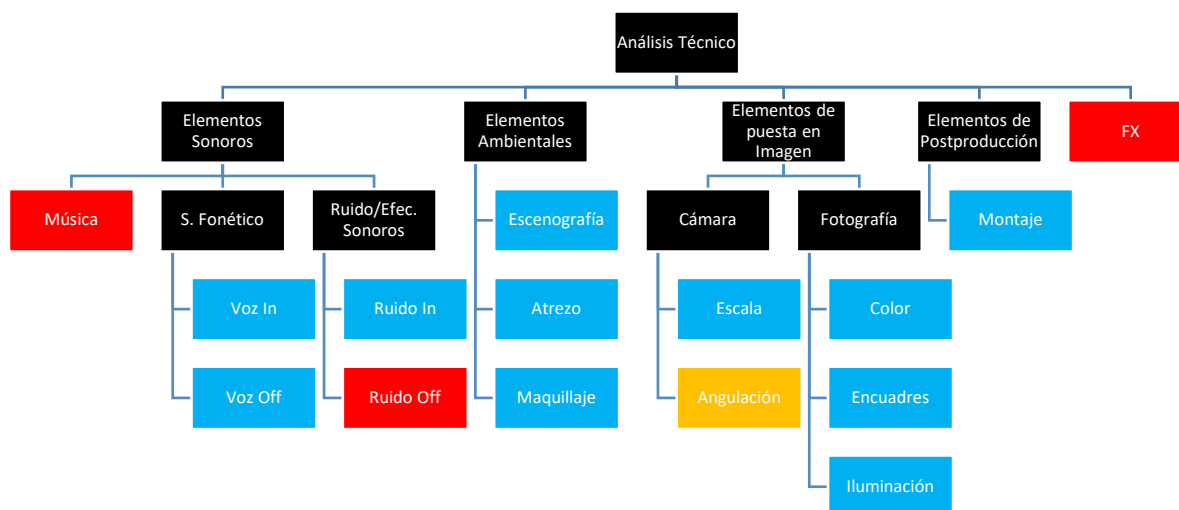 Análisis Técnico
Elementos
Sonoros
Elementos
Ambientales
Elementos de
puesta en
Imagen
Elementos de
Postproducción
FX
Música
S. Fonético
Ruido/Efec.
Sonoros
Escenografía
Cámara
Fotografía
Montaje
Voz In
Ruido In
Atrezo
Escala
Color
Voz Off
Ruido Off
Maquillaje
Angulación
Encuadres
Iluminación